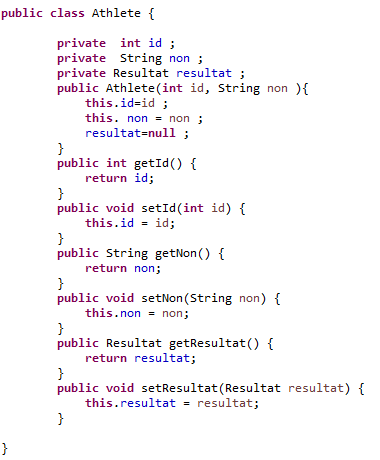 public class Athlete {
private  int id ;
private  String non ;
private Resultat resultat ;
public Athlete(int id, String non ){
this.id=id ;
this. non = non ;
resultat=null ;
}
public int getId() {
return id;
}
public void setId(int id) {
this.id = id;
}
public String getNon() {
return non;
}
public void setNon(String non) {
this.non = non;
}
public Resultat getResultat() {
return resultat;
}
public void setResultat(Resultat resultat) {
this.resultat = resultat;
}
}